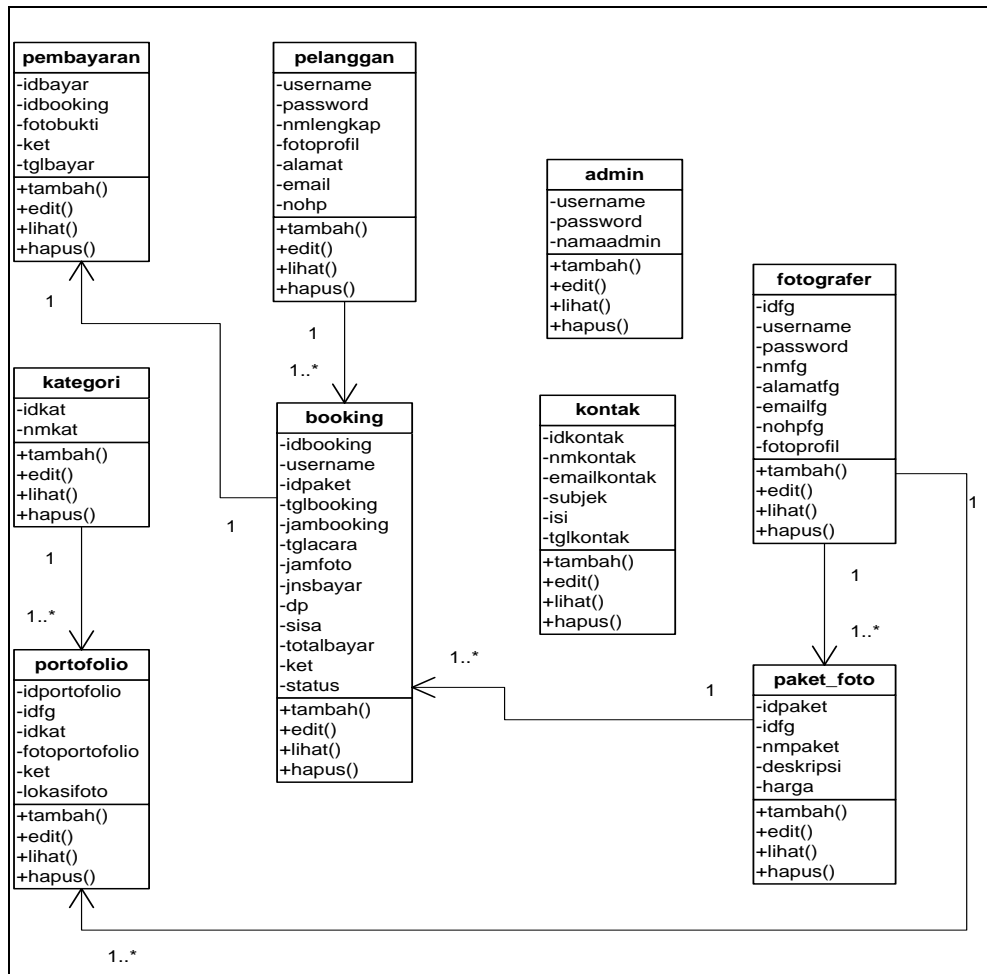 pembayaran
-idbayar
-idbooking
-fotobukti
-ket
-tglbayar
+tambah()
+edit()
+lihat()
+hapus()
pelanggan
-username
-password
-nmlengkap
-fotoprofil
-alamat
-email
-nohp
+tambah()
+edit()
+lihat()
+hapus()
admin
-username
-password
-namaadmin
+tambah()
+edit()
+lihat()
+hapus()
fotografer
-idfg
-username
-password
-nmfg
-alamatfg
-emailfg
-nohpfg
-fotoprofil
+tambah()
+edit()
+lihat()
+hapus()
1
1
1..*
kategori
-idkat
-nmkat
+tambah()
+edit()
+lihat()
+hapus()
booking
-idbooking
-username
-idpaket
-tglbooking
-jambooking
-tglacara
-jamfoto
-jnsbayar
-dp
-sisa
-totalbayar
-ket
-status
+tambah()
+edit()
+lihat()
+hapus()
kontak
-idkontak
-nmkontak
-emailkontak
-subjek
-isi
-tglkontak
+tambah()
+edit()
+lihat()
+hapus()
1
1
1
1
1..*
1..*
1..*
1
portofolio
-idportofolio
-idfg
-idkat
-fotoportofolio
-ket
-lokasifoto
+tambah()
+edit()
+lihat()
+hapus()
paket_foto
-idpaket
-idfg
-nmpaket
-deskripsi
-harga
+tambah()
+edit()
+lihat()
+hapus()
1..*